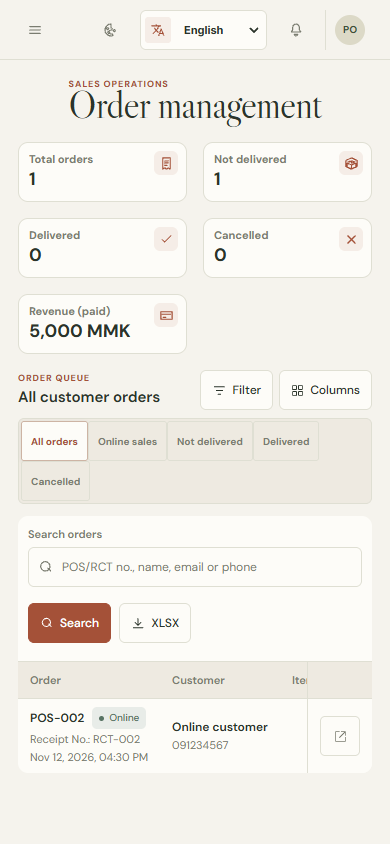 English
PO
SALES OPERATIONS
Order management
Total orders
1
Not delivered
1
Delivered
0
Cancelled
0
Revenue (paid)
5,000 MMK
ORDER QUEUE
All customer orders
Filter
Columns
All orders
Online sales
Not delivered
Delivered
Cancelled
Search orders
POS/RCT no., name, email or phone
Search
XLSX
Order
Customer
POS-002
Online
Receipt No.: RCT-002
Nov 12, 2026, 04:30 PM
Online customer
091234567